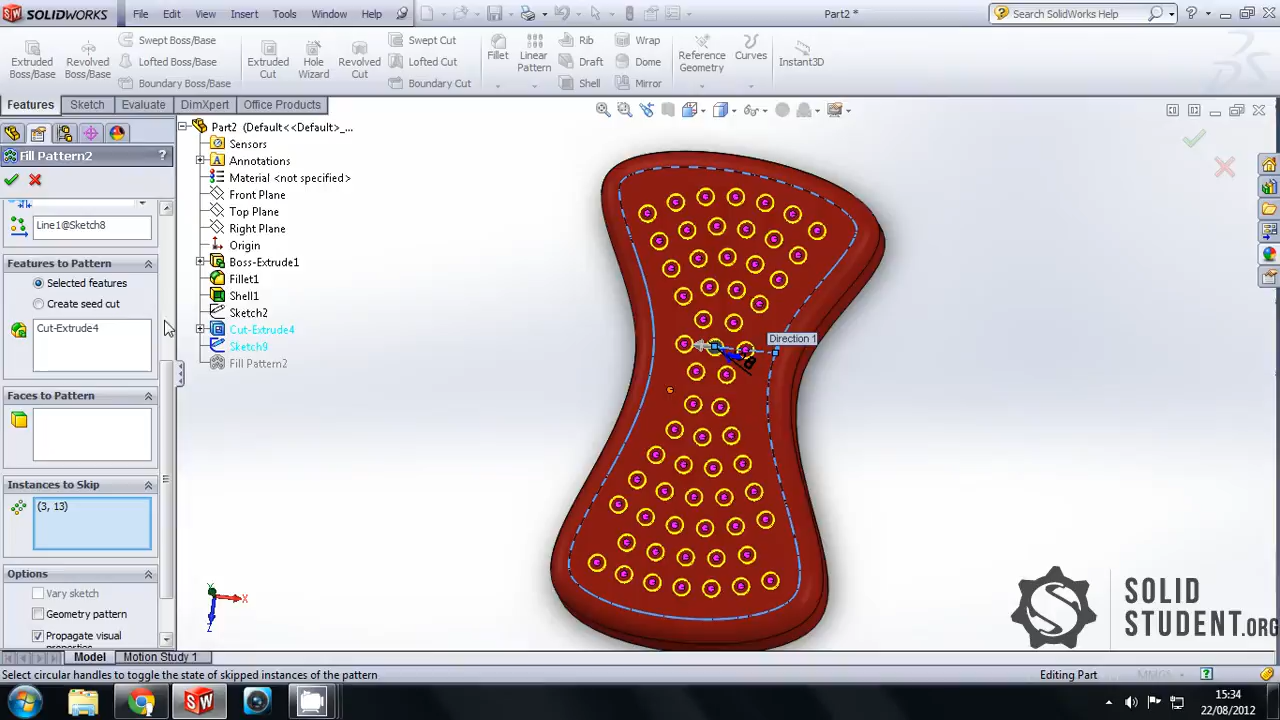 SOLIDWORKS
File Edit View Insert Tools Window Help
Part2 *
Search SolidWorks Help
Extruded Boss/Base
Revolved Boss/Base
Swept Boss/Base
Lofted Boss/Base
Boundary Boss/Base
Extruded Cut
Hole Wizard
Revolved Cut
Swept Cut
Lofted Cut
Boundary Cut
Fillet
Linear Pattern
Rib
Draft
Shell
Wrap
Dome
Mirror
Reference Geometry
Curves
Instant3D
Features Sketch Evaluate DimXpert Office Products
Fill Pattern2
?
Line1@Sketch8
Features to Pattern
Selected features
Create seed cut
Cut-Extrude4
Faces to Pattern
Instances to Skip
(3, 13)
Options
Vary sketch
Geometry pattern
Propagate visual
properties
Part2 (Default<<Default>_...
Sensors
Annotations
Material <not specified>
Front Plane
Top Plane
Right Plane
Origin
Boss-Extrude1
Fillet1
Shell1
Sketch2
Cut-Extrude4
Sketch9
Fill Pattern2
Direction 1
Y
X
Z
SOLID
STUDENT.ORG
Model Motion Study 1
Select circular handles to toggle the state of skipped instances of the pattern
Editing Part
MMGS
15:34
22/08/2012